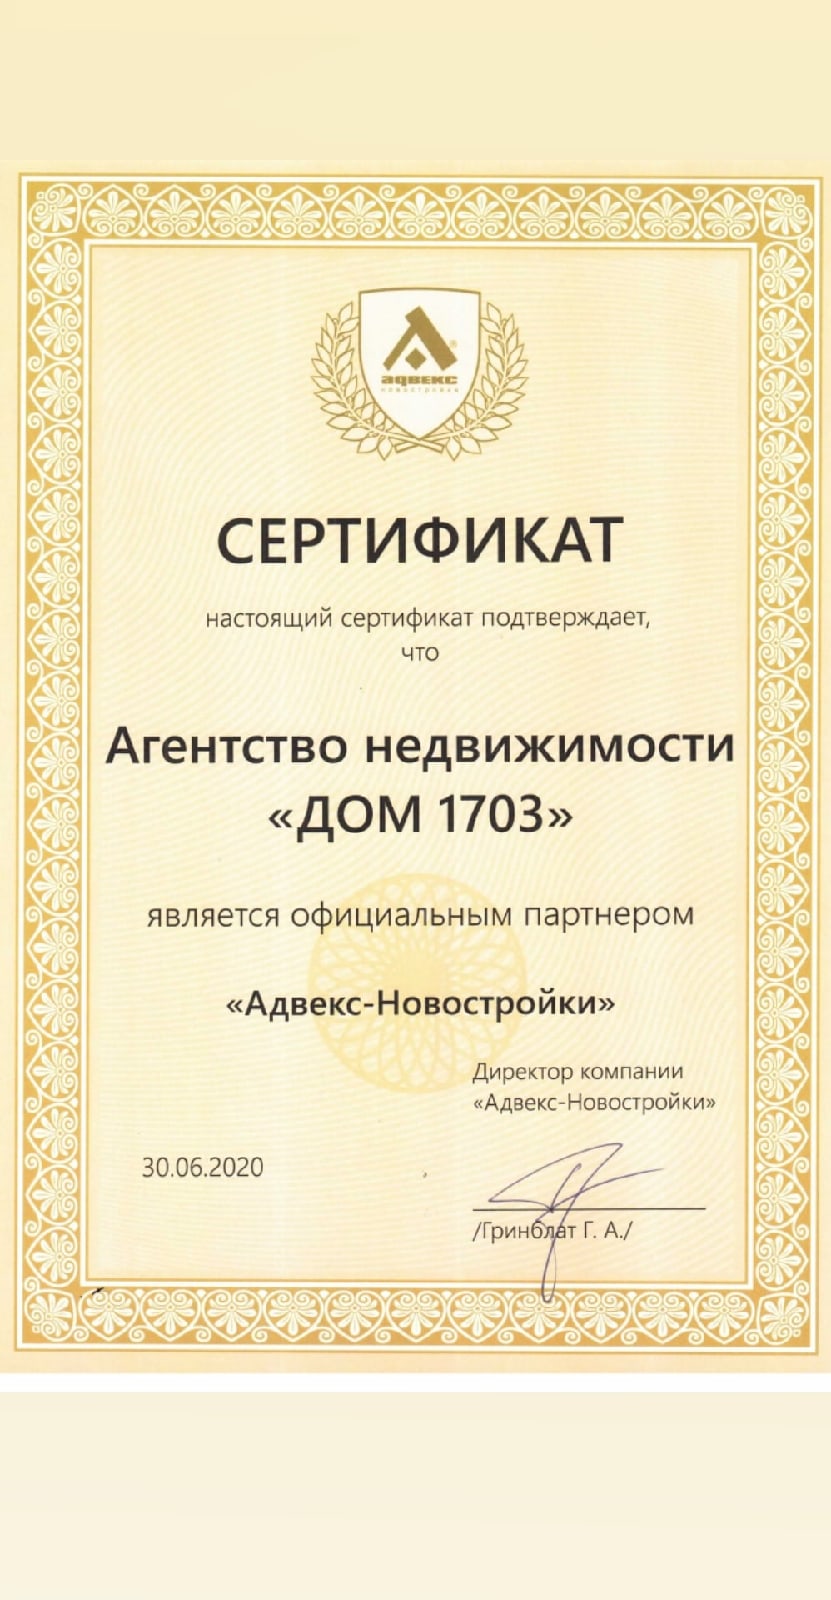 адвекс
новостройки
СЕРТИФИКАТ
настоящий сертификат подтверждает,
что
Агентство недвижимости
«ДОМ 1703»
является официальным партнером
«Адвекс-Новостройки»
Директор компании
«Адвекс-Новостройки»
30.06.2020
/Гринблат Г. А./